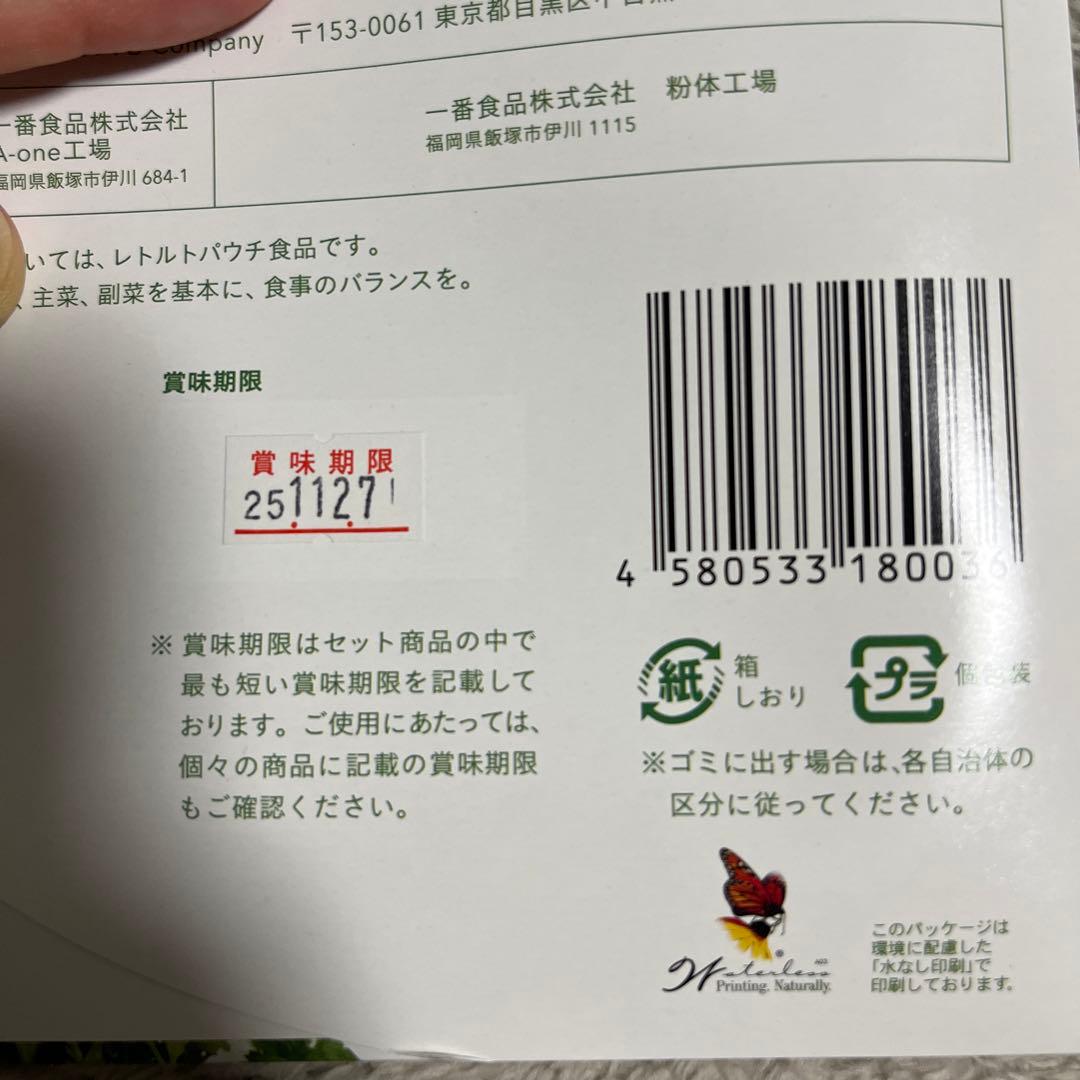 Company 〒153-0061 東京都目黒区中目黒
一番食品株式会社
A-one工場
福岡県飯塚市伊川 684-1
一番食品株式会社 粉体工場
福岡県飯塚市伊川 1115
いては、レトルトパウチ食品です。
、主菜、副菜を基本に、食事のバランスを。
賞味期限
賞味期限
25.11.27
4 580533 180036
※ 賞味期限はセット商品の中で
最も短い賞味期限を記載して
おります。ご使用にあたっては、
個々の商品に記載の賞味期限
もご確認ください。
紙
箱
しおり
プラ
個包装
※ゴミに出す場合は、各自治体の
区分に従ってください。
Waterless
Printing. Naturally.
このパッケージは
環境に配慮した
「水なし印刷」で
印刷しております。